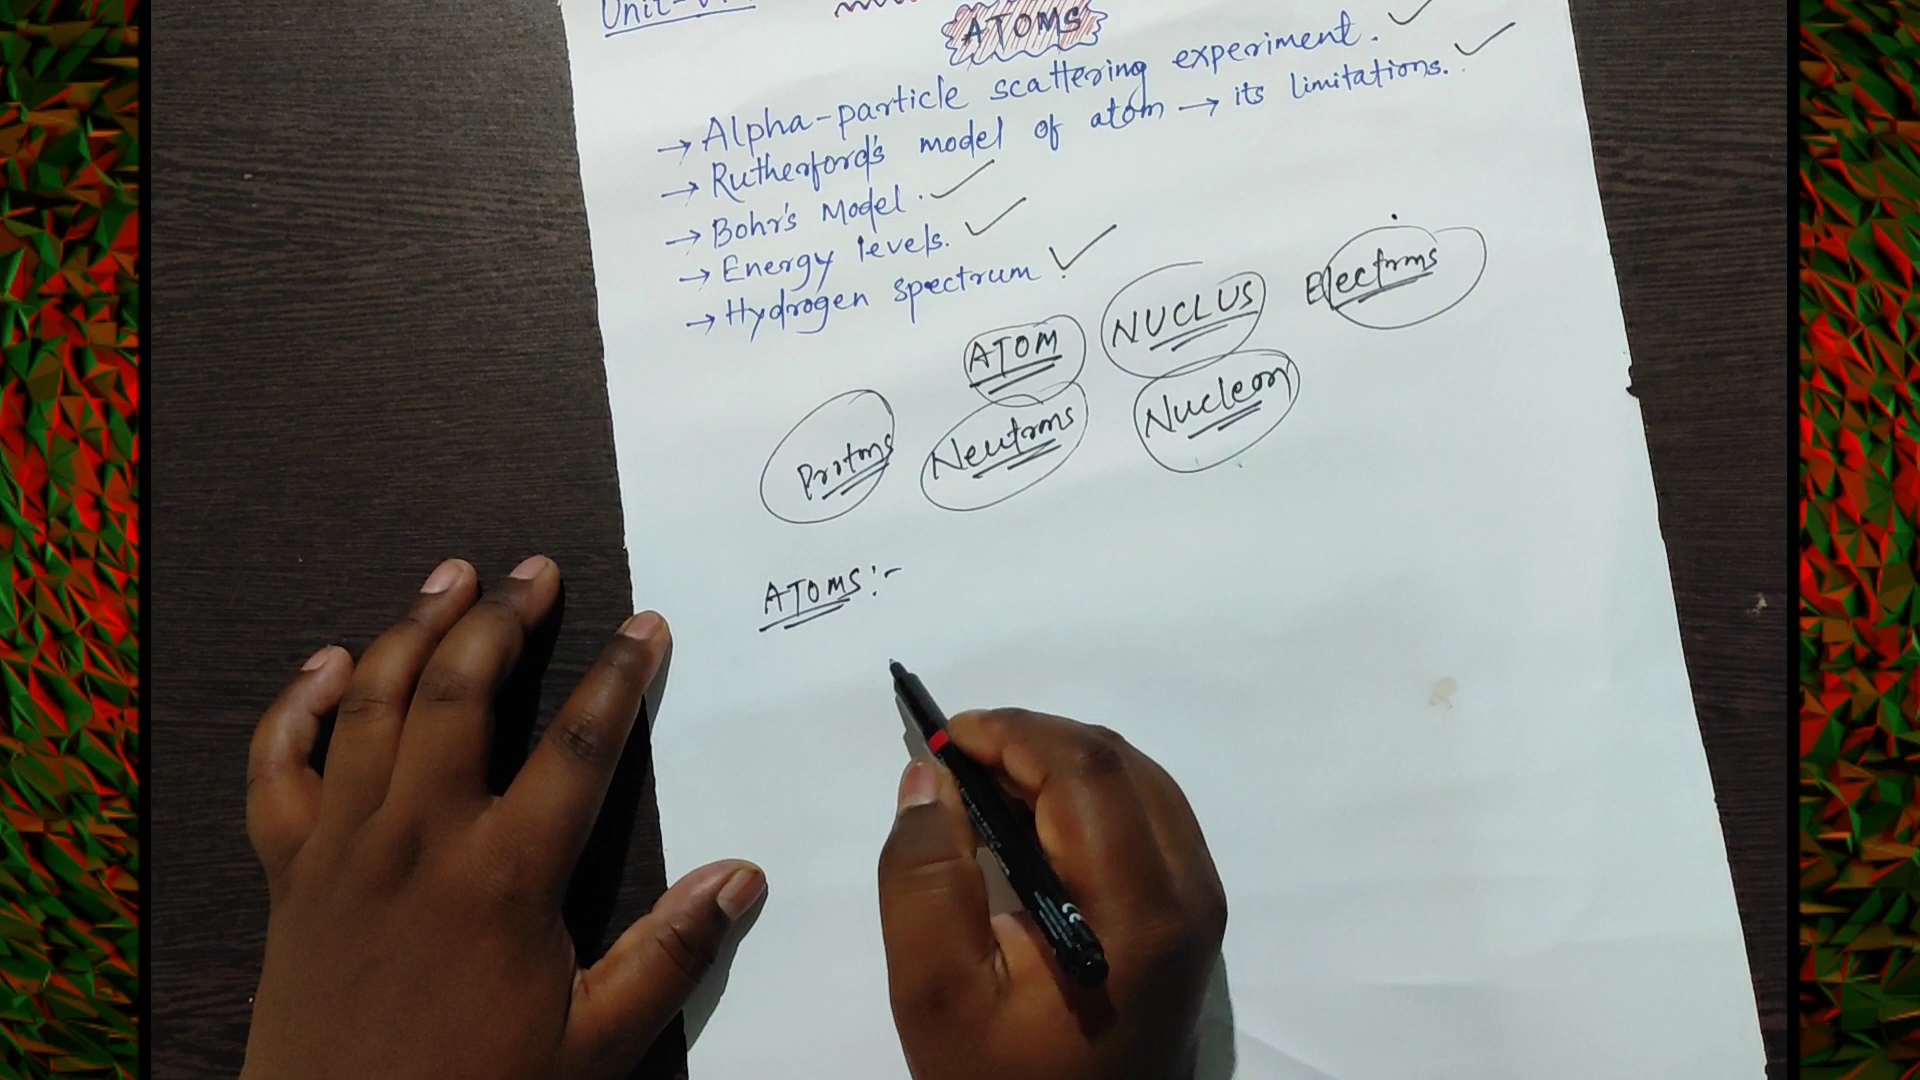 ATOMS
→ Alpha-particle scattering experiment.
→ Rutherford's model of atom → its limitations.
→ Bohr's Model.
→ Energy levels.
→ Hydrogen spectrum.
ATOM NUCLUS Electrons
Protons Neutrons Nucleon
ATOMS:-